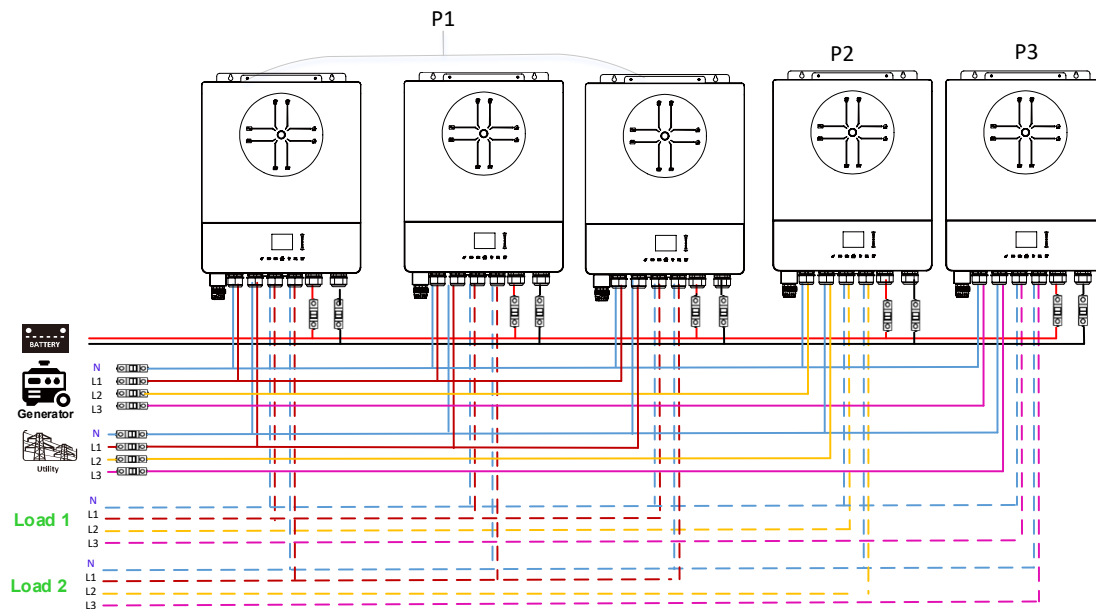 P1
P2
P3
BATTERY
N
L1
L2
L3
Generator
N
L1
L2
L3
Utility
N
L1
L2
L3
Load 1
N
L1
L2
L3
Load 2